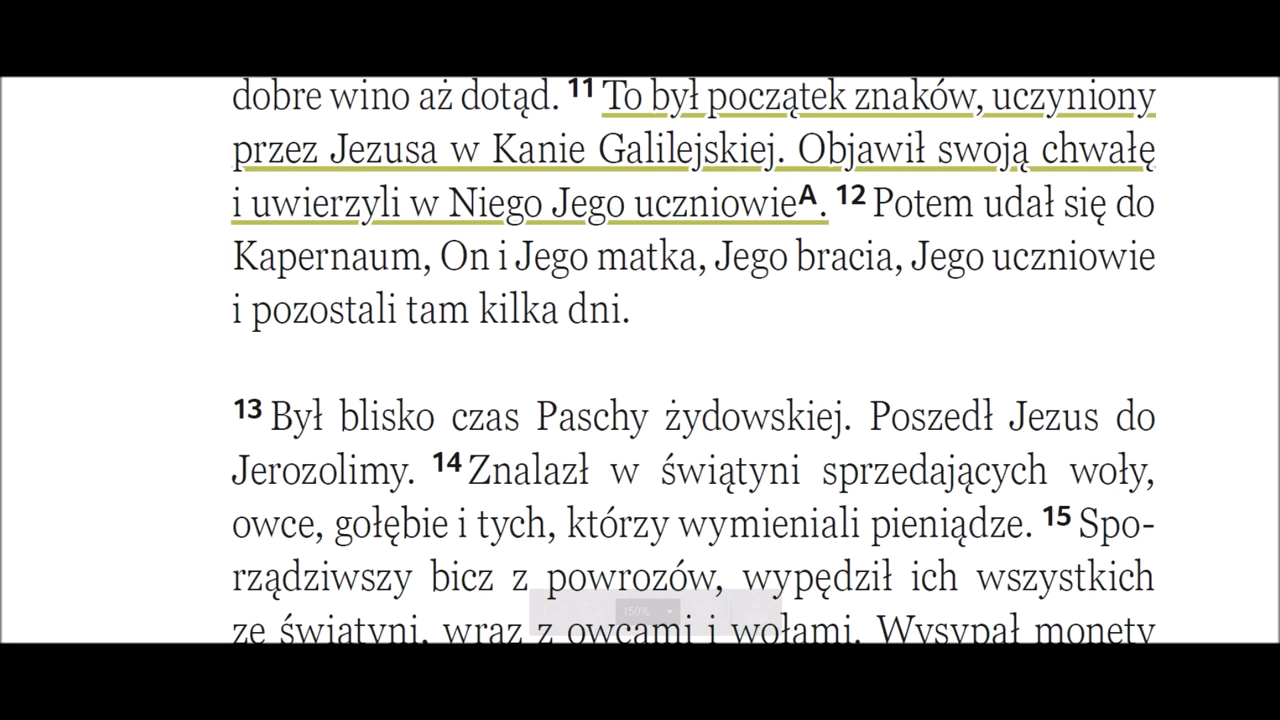 dobre wino aż dotąd. 11 To był początek znaków, uczyniony
przez Jezusa w Kanie Galilejskiej. Objawił swoją chwałę
i uwierzyli w Niego Jego uczniowieA. 12 Potem udał się do
Kapernaum, On i Jego matka, Jego bracia, Jego uczniowie
i pozostali tam kilka dni.
13 Był blisko czas Paschy żydowskiej. Poszedł Jezus do
Jerozolimy. 14 Znalazł w świątyni sprzedających woły,
owce, gołębie i tych, którzy wymieniali pieniądze. 15 Spo-
rządziwszy bicz z powrozów, wypędził ich wszystkich
ze świątyni, wraz z owcami i wołami. Wysypał monety
150%